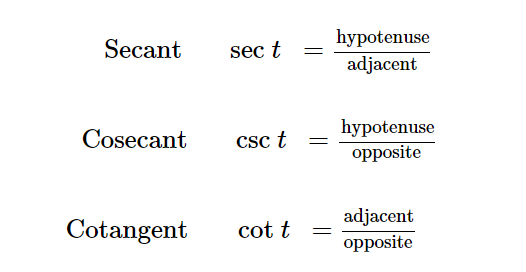 Secant sec t = hypotenuse/adjacent
Cosecant csc t = hypotenuse/opposite
Cotangent cot t = adjacent/opposite